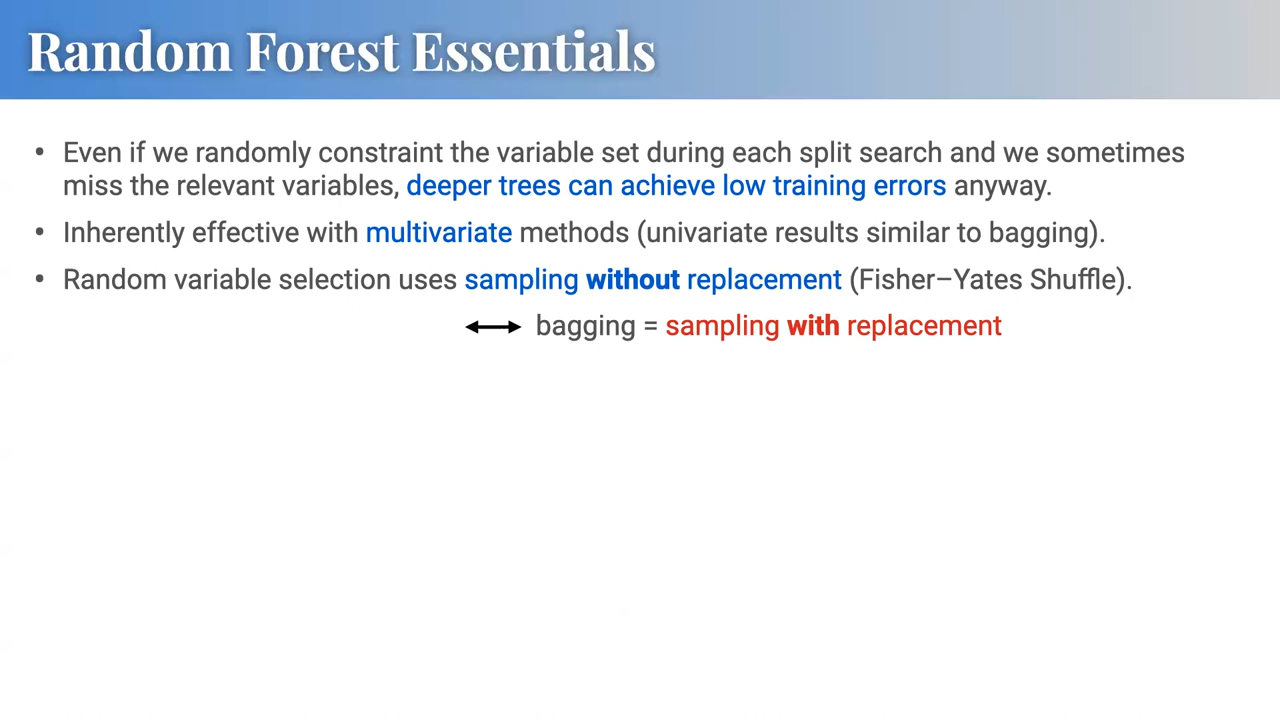 Random Forest Essentials
• Even if we randomly constraint the variable set during each split search and we sometimes
miss the relevant variables, deeper trees can achieve low training errors anyway.
• Inherently effective with multivariate methods (univariate results similar to bagging).
• Random variable selection uses sampling without replacement (Fisher–Yates Shuffle).
bagging = sampling with replacement